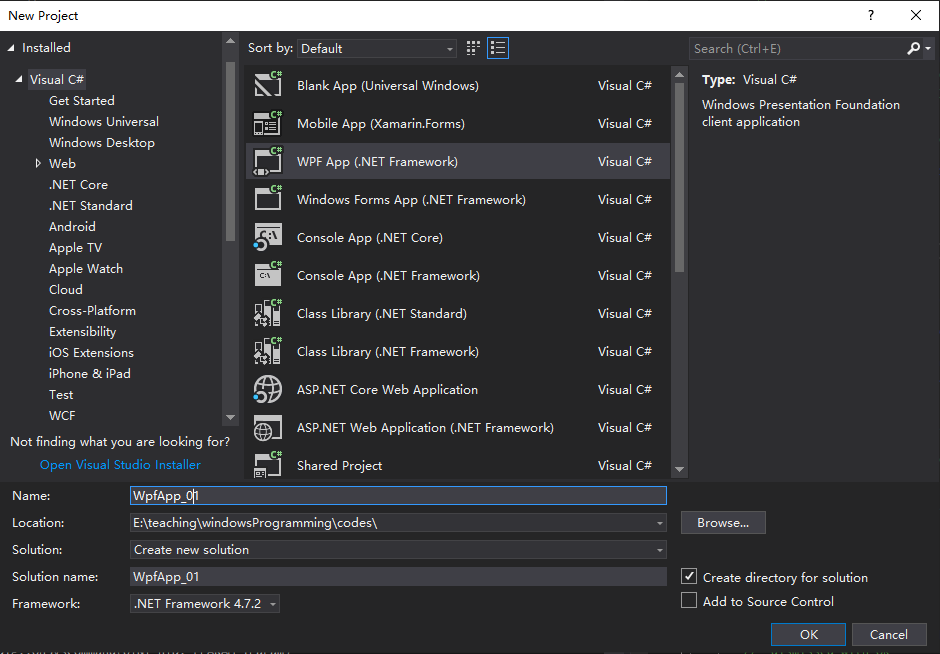 New Project
?
Installed
Visual C#
Get Started
Windows Universal
Windows Desktop
Web
.NET Core
.NET Standard
Android
Apple TV
Apple Watch
Cloud
Cross-Platform
Extensibility
iOS Extensions
iPhone & iPad
Test
WCF
Not finding what you are looking for?
Open Visual Studio Installer
Sort by: Default
Blank App (Universal Windows) Visual C#
Mobile App (Xamarin.Forms) Visual C#
WPF App (.NET Framework) Visual C#
Windows Forms App (.NET Framework) Visual C#
Console App (.NET Core) Visual C#
Console App (.NET Framework) Visual C#
Class Library (.NET Standard) Visual C#
Class Library (.NET Framework) Visual C#
ASP.NET Core Web Application Visual C#
ASP.NET Web Application (.NET Framework) Visual C#
Shared Project Visual C#
Search (Ctrl+E)
Type: Visual C#
Windows Presentation Foundation
client application
Name: WpfApp_01
Location: E:\teaching\windowsProgramming\codes\
Browse...
Solution: Create new solution
Solution name: WpfApp_01
Create directory for solution
Framework: .NET Framework 4.7.2
Add to Source Control
OK Cancel